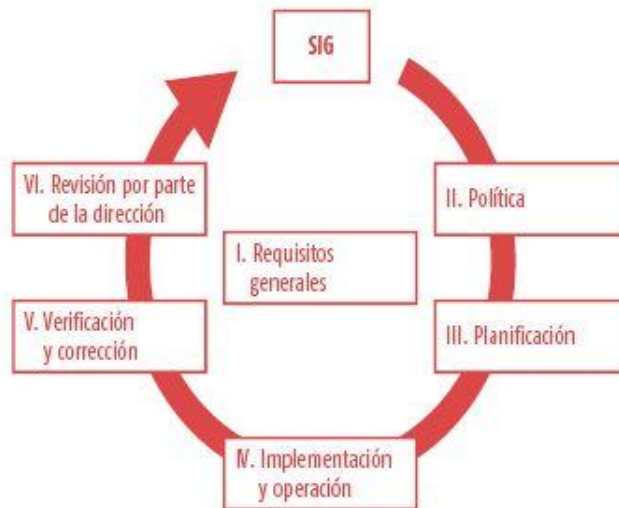 SIG
II. Política
III. Planificación
IV. Implementación
y operación
V. Verificación
y corrección
VI. Revisión por parte
de la dirección
I. Requisitos
generales